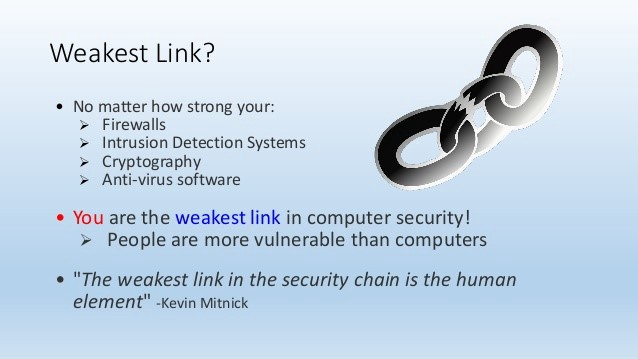 Weakest Link?
• No matter how strong your:
➢ Firewalls
➢ Intrusion Detection Systems
➢ Cryptography
➢ Anti-virus software
• You are the weakest link in computer security!
➢ People are more vulnerable than computers
• "The weakest link in the security chain is the human
element" -Kevin Mitnick